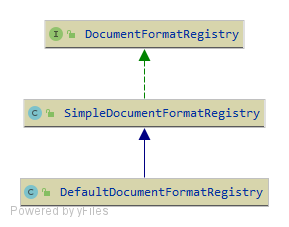 I DocumentFormatRegistry
C SimpleDocumentFormatRegistry
C DefaultDocumentFormatRegistry
Powered by yFiles